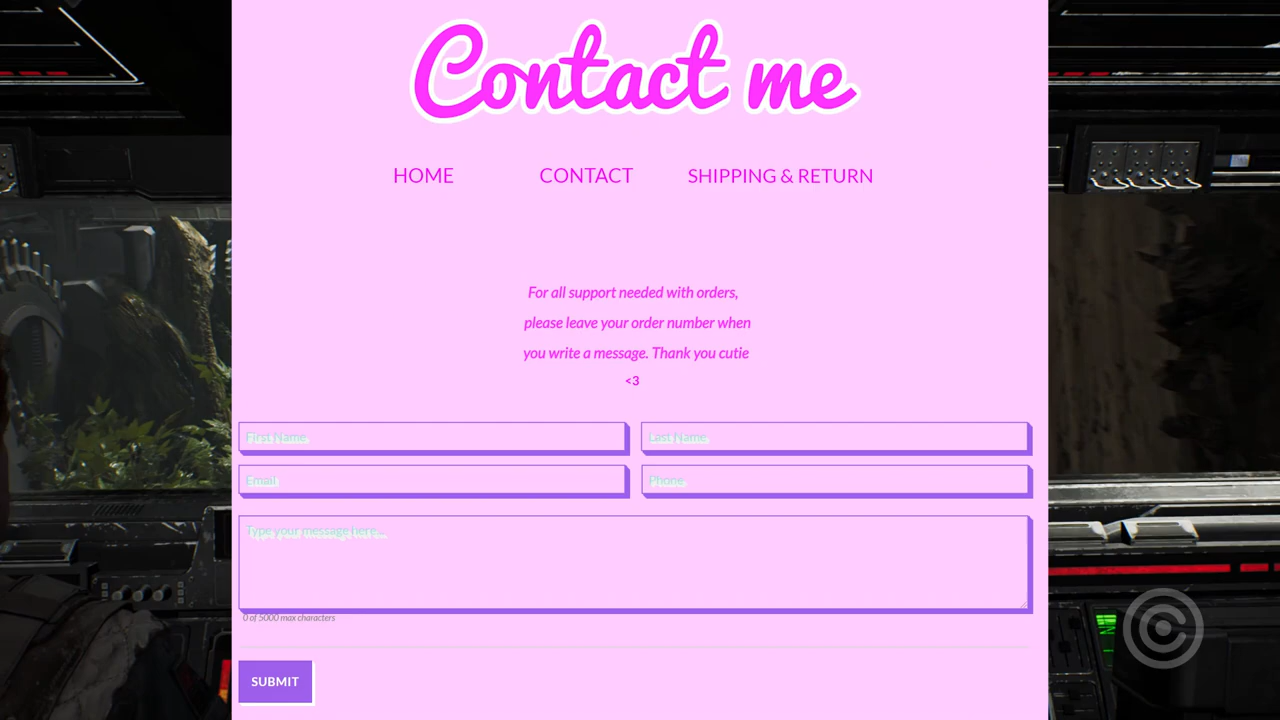 Contact me
HOME CONTACT SHIPPING & RETURN
For all support needed with orders,
please leave your order number when
you write a message. Thank you cutie
<3
First Name Last Name
Email Phone
Type your message here...
0 of 5000 max characters
SUBMIT